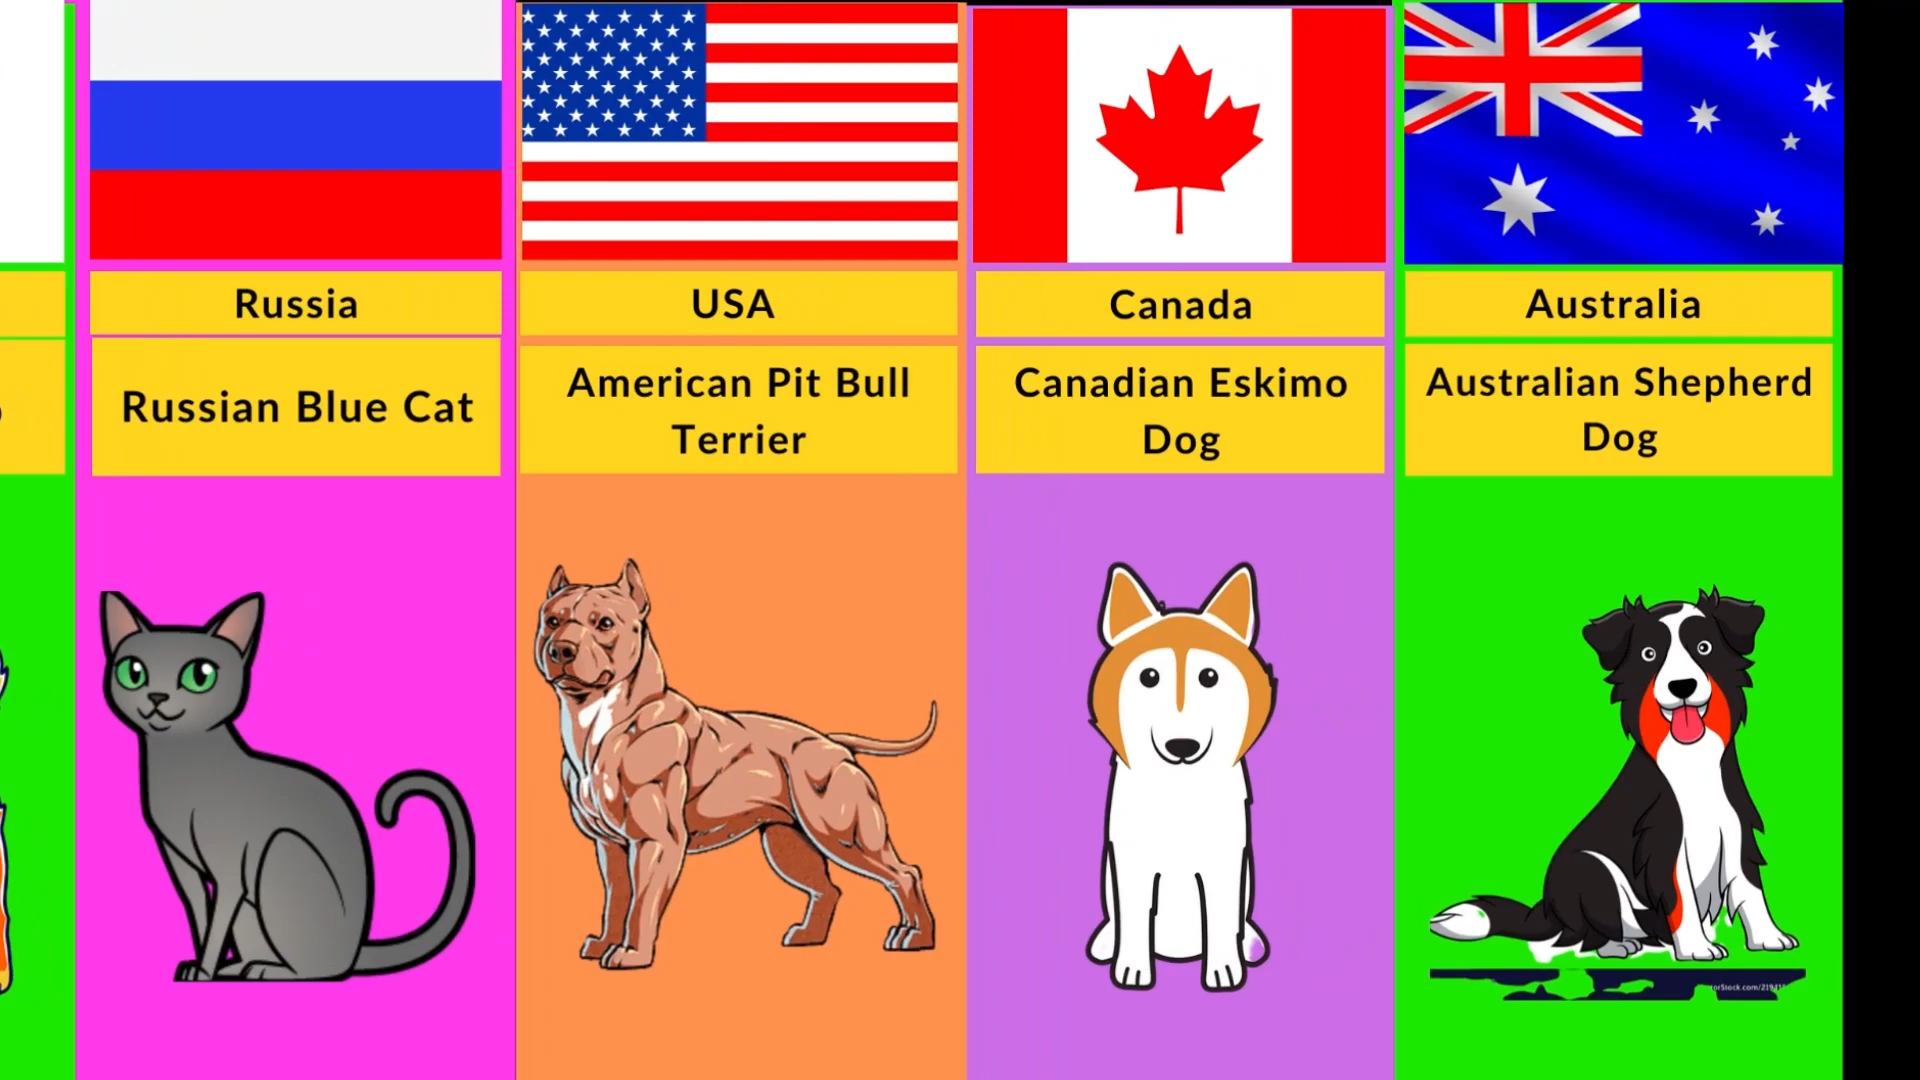 Russia
Russian Blue Cat
USA
American Pit Bull
Terrier
Canada
Canadian Eskimo
Dog
Australia
Australian Shepherd
Dog